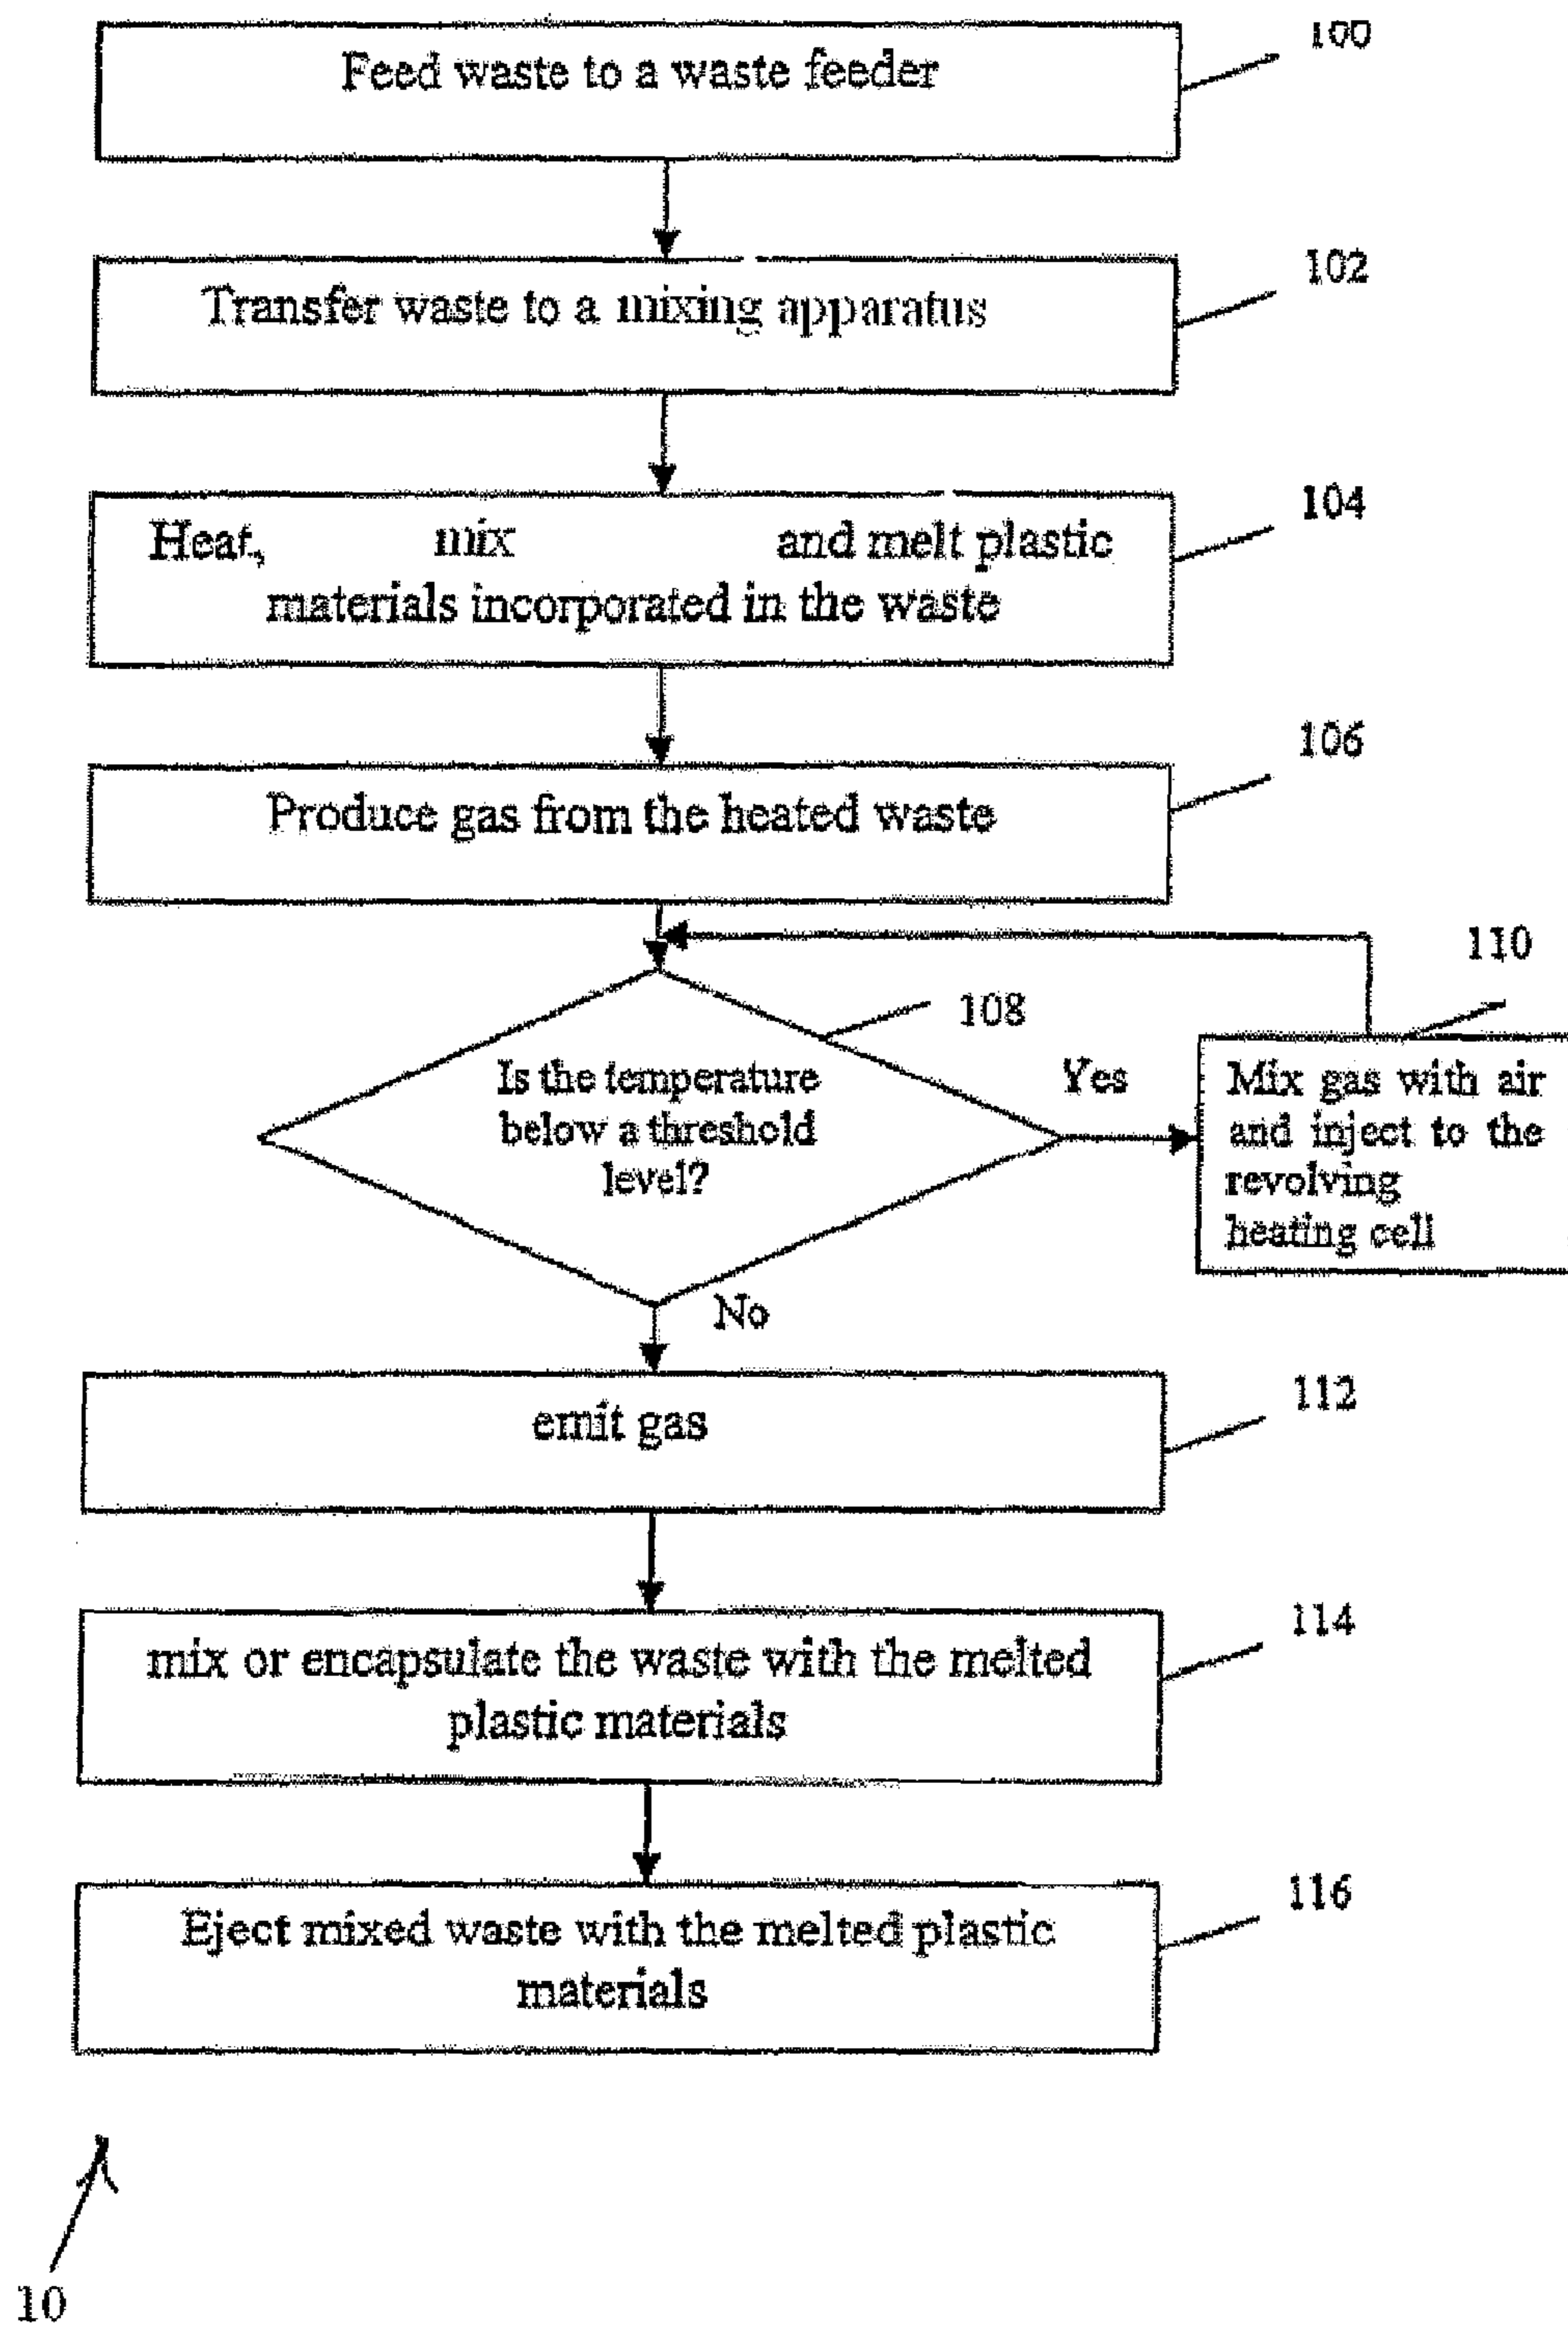 100
Feed waste to a waste feeder
102
Transfer waste to a mixing apparatus
104
Heat, mix and melt plastic
materials incorporated in the waste
106
Produce gas from the heated waste
110
108
Is the temperature
below a threshold
level?
Yes
Mix gas with air
and inject to the
revolving
heating cell
No
112
emit gas
114
mix or encapsulate the waste with the melted
plastic materials
116
Eject mixed waste with the melted plastic
materials
10